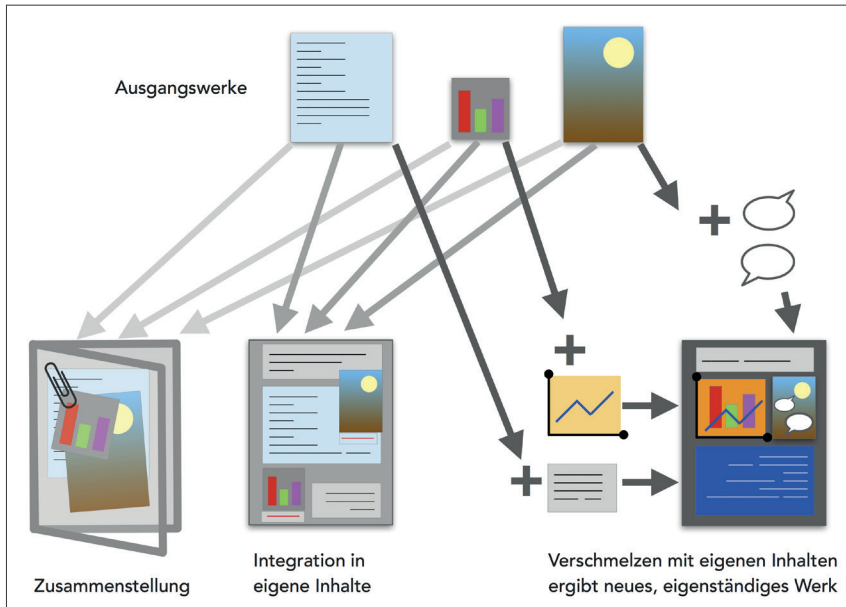 Ausgangswerke
Zusammenstellung
Integration in
eigene Inhalte
Verschmelzen mit eigenen Inhalten
ergibt neues, eigenständiges Werk